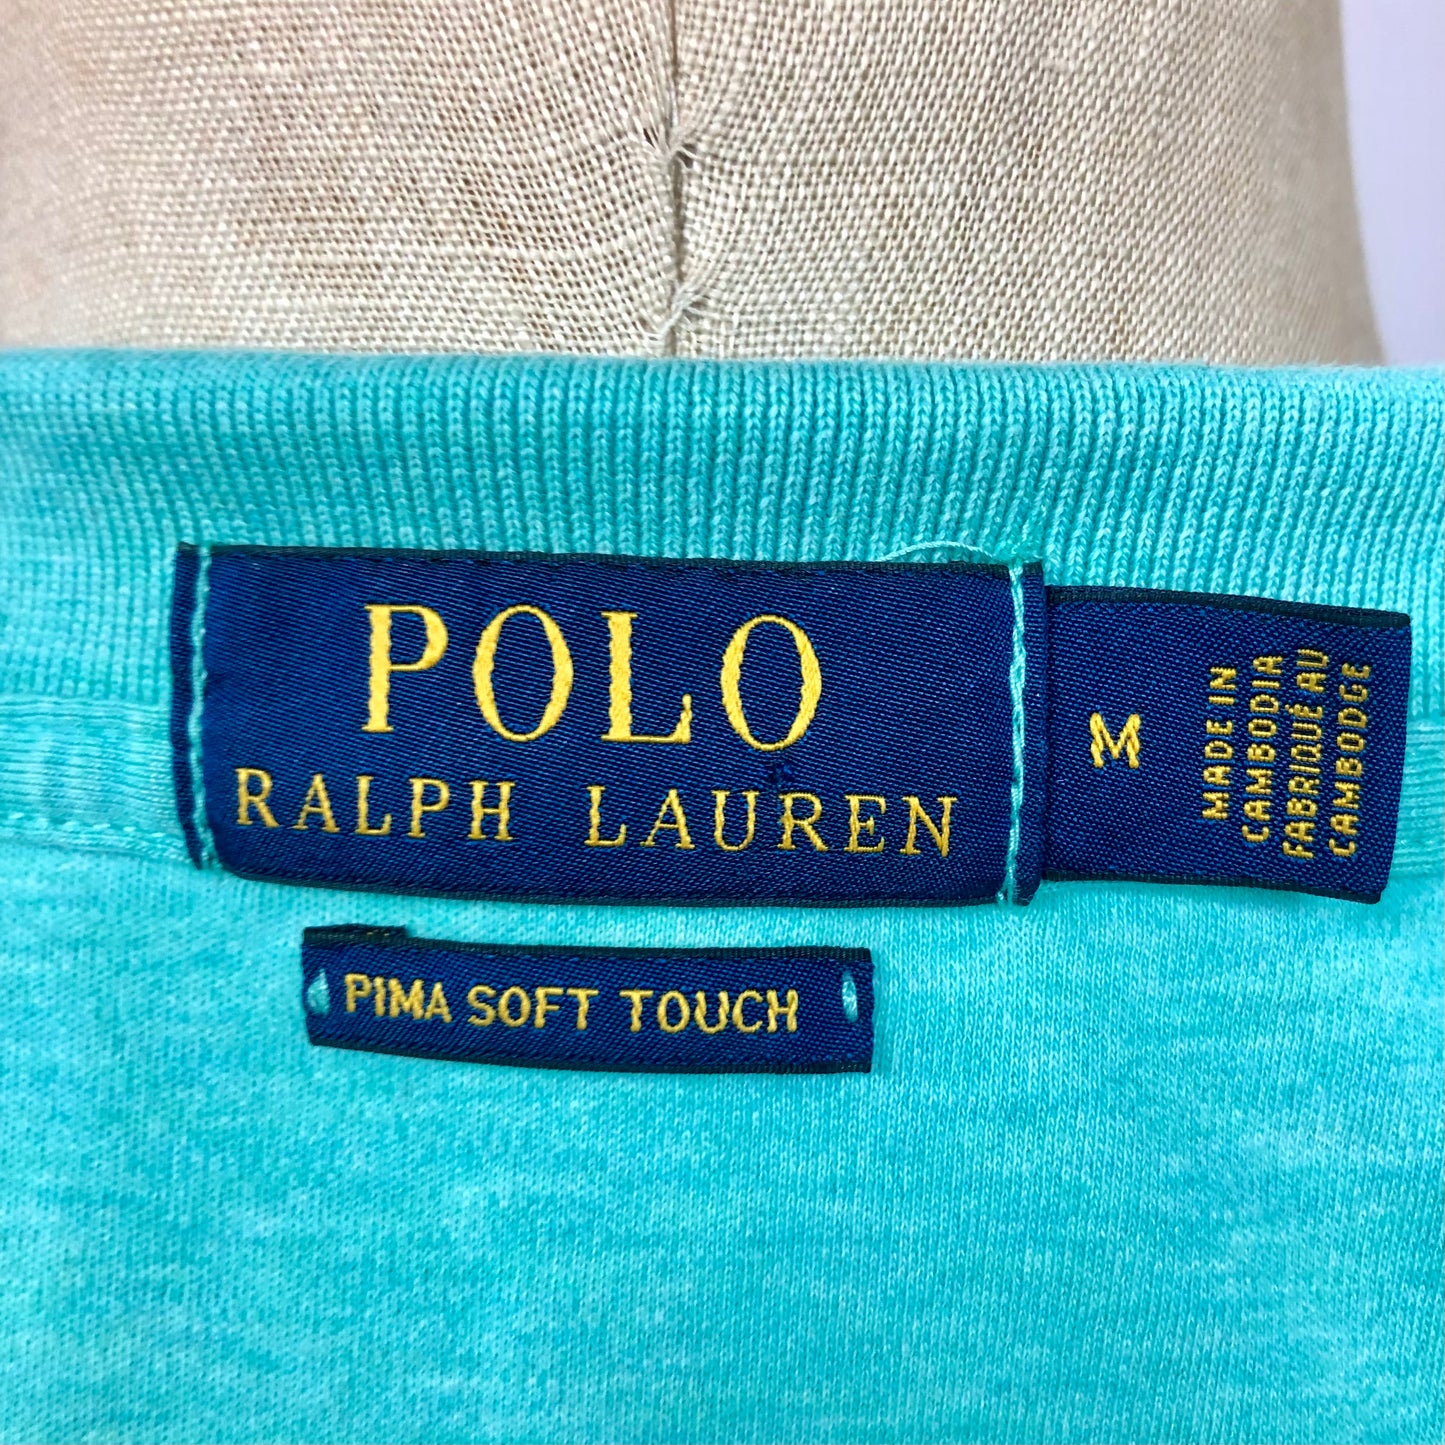 POLO
RALPH LAUREN
M
MADE IN
CAMBODIA
FABRIQUÉ AU
CAMBODGE
PIMA SOFT TOUCH